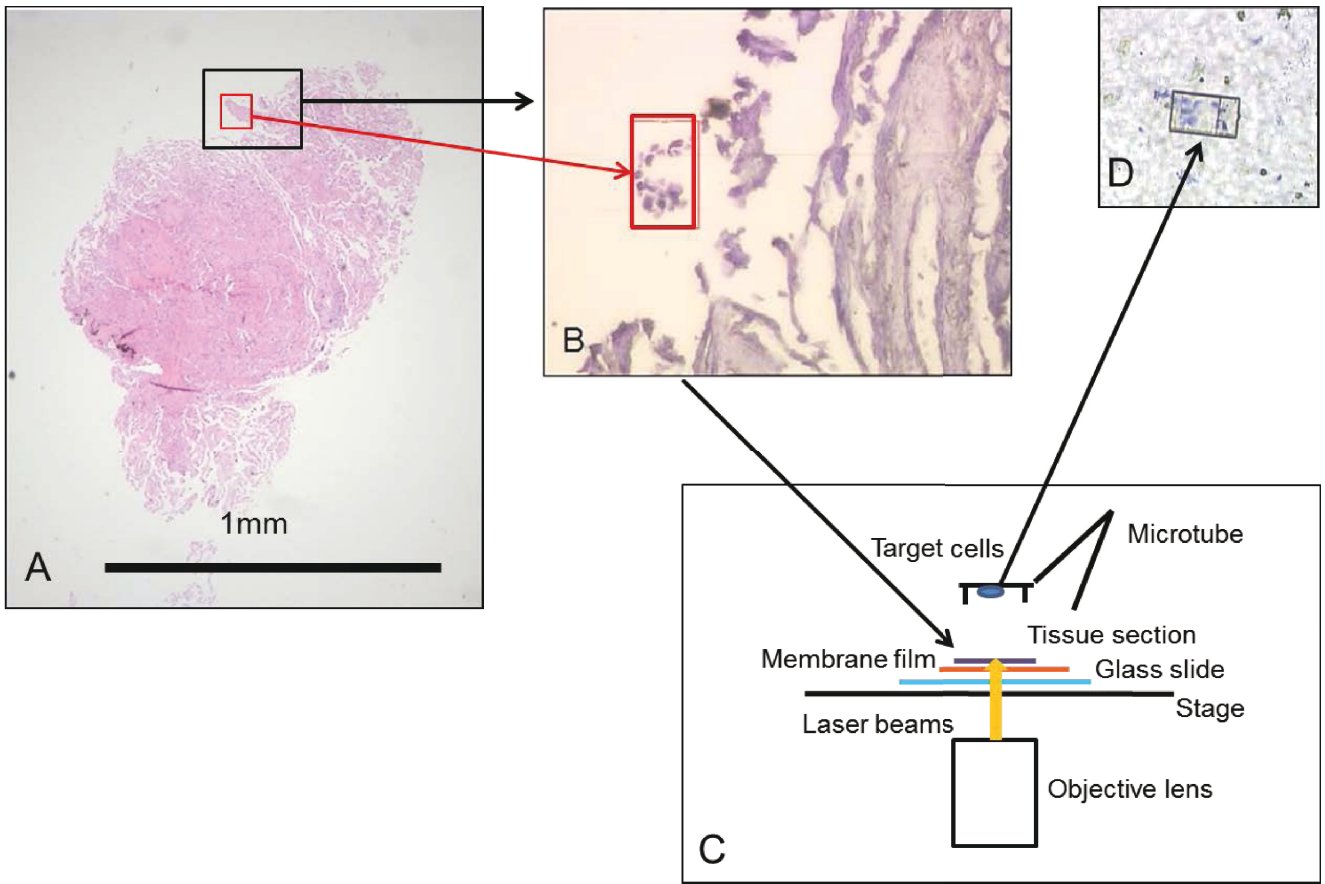 1mm
A
B
D
Target cells
Microtube
Tissue section
Membrane film
Glass slide
Stage
Laser beams
Objective lens
C